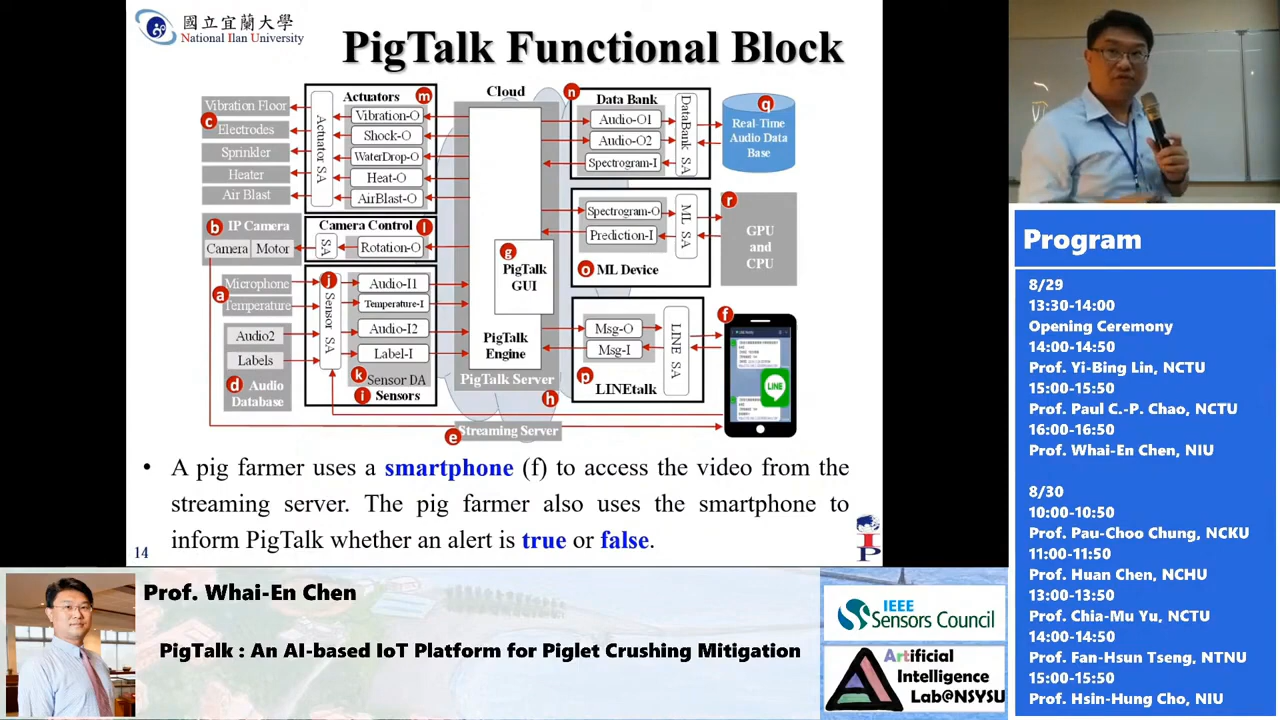 國立宜蘭大學
National Ilan University
PigTalk Functional Block
Cloud
Vibration Floor
c
Electrodes
Sprinkler
Heater
Air Blast
Actuators
m
Actuator SA
Vibration-O
Shock-O
WaterDrop-O
Heat-O
AirBlast-O
b
IP Camera
Camera
Motor
Camera Control
l
SA
Rotation-O
Microphone
a
Temperature
Audio2
Labels
d
Audio
Database
j
Sensor SA
Audio-I1
Temperature-I
Audio-I2
Label-I
k
Sensor DA
i
Sensors
g
PigTalk
GUI
PigTalk
Engine
PigTalk Server
h
e
Streaming Server
n
Data Bank
Audio-O1
Audio-O2
Spectrogram-I
DataBank SA
q
Real-Time
Audio Data
Base
Spectrogram-O
Prediction-I
ML SA
o
ML Device
r
GPU
and
CPU
Msg-O
Msg-I
LINE SA
p
LINEtalk
f
LINE
• A pig farmer uses a smartphone (f) to access the video from the
streaming server. The pig farmer also uses the smartphone to
inform PigTalk whether an alert is true or false.
14
I
P
Program
8/29
13:30-14:00
Opening Ceremony
14:00-14:50
Prof. Yi-Bing Lin, NCTU
15:00-15:50
Prof. Paul C.-P. Chao, NCTU
16:00-16:50
Prof. Whai-En Chen, NIU
8/30
10:00-10:50
Prof. Pau-Choo Chung, NCKU
11:00-11:50
Prof. Huan Chen, NCHU
13:00-13:50
Prof. Chia-Mu Yu, NCTU
14:00-14:50
Prof. Fan-Hsun Tseng, NTNU
15:00-15:50
Prof. Hsin-Hung Cho, NIU
Prof. Whai-En Chen
PigTalk : An AI-based IoT Platform for Piglet Crushing Mitigation
IEEE
Sensors Council
Artificial
Intelligence
Lab@NSYSU